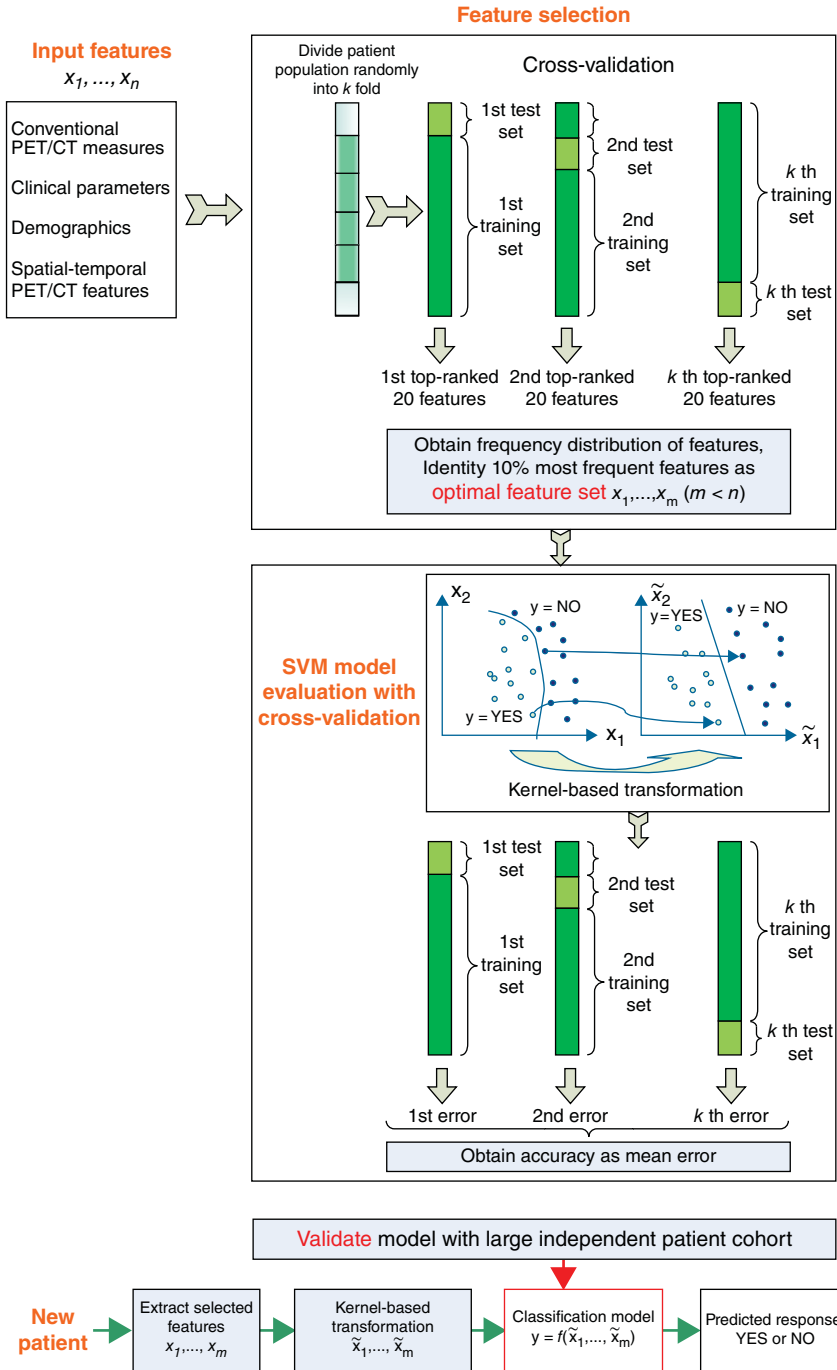 Feature selection
Input features
x1, ..., xn
Conventional
PET/CT measures
Clinical parameters
Demographics
Spatial-temporal
PET/CT features
Divide patient
population randomly
into k fold
Cross-validation
1st test
set
1st
training
set
2nd test
set
2nd
training
set
k th
training
set
k th test
set
1st top-ranked
20 features
2nd top-ranked
20 features
k th top-ranked
20 features
Obtain frequency distribution of features,
Identity 10% most frequent features as
optimal feature set x1,...,xm (m < n)
SVM model
evaluation with
cross-validation
x2
y = NO
y = YES
x1
x̃2
y = YES
y = NO
x̃1
Kernel-based transformation
1st test
set
1st
training
set
2nd test
set
2nd
training
set
k th
training
set
k th test
set
1st error
2nd error
k th error
Obtain accuracy as mean error
Validate model with large independent patient cohort
New
patient
Extract selected
features
x1,..., xm
Kernel-based
transformation
x̃1,..., x̃m
Classification model
y = f(x̃1,..., x̃m)
Predicted response
YES or NO